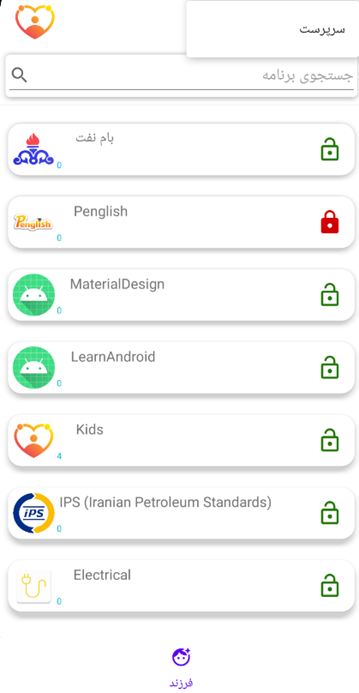 سرپرست
جستجوی برنامه
بام نفت
0
Penglish
Penglish
0
MaterialDesign
0
LearnAndroid
0
Kids
4
IPS (Iranian Petroleum Standards)
iPS
0
Electrical
0
فرزند